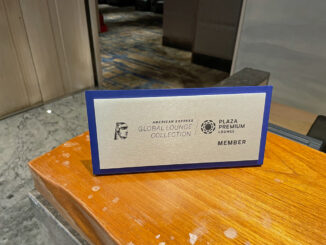 AMERICAN EXPRESS
GLOBAL LOUNGE
COLLECTION
PLAZA
PREMIUM
LOUNGE
MEMBER